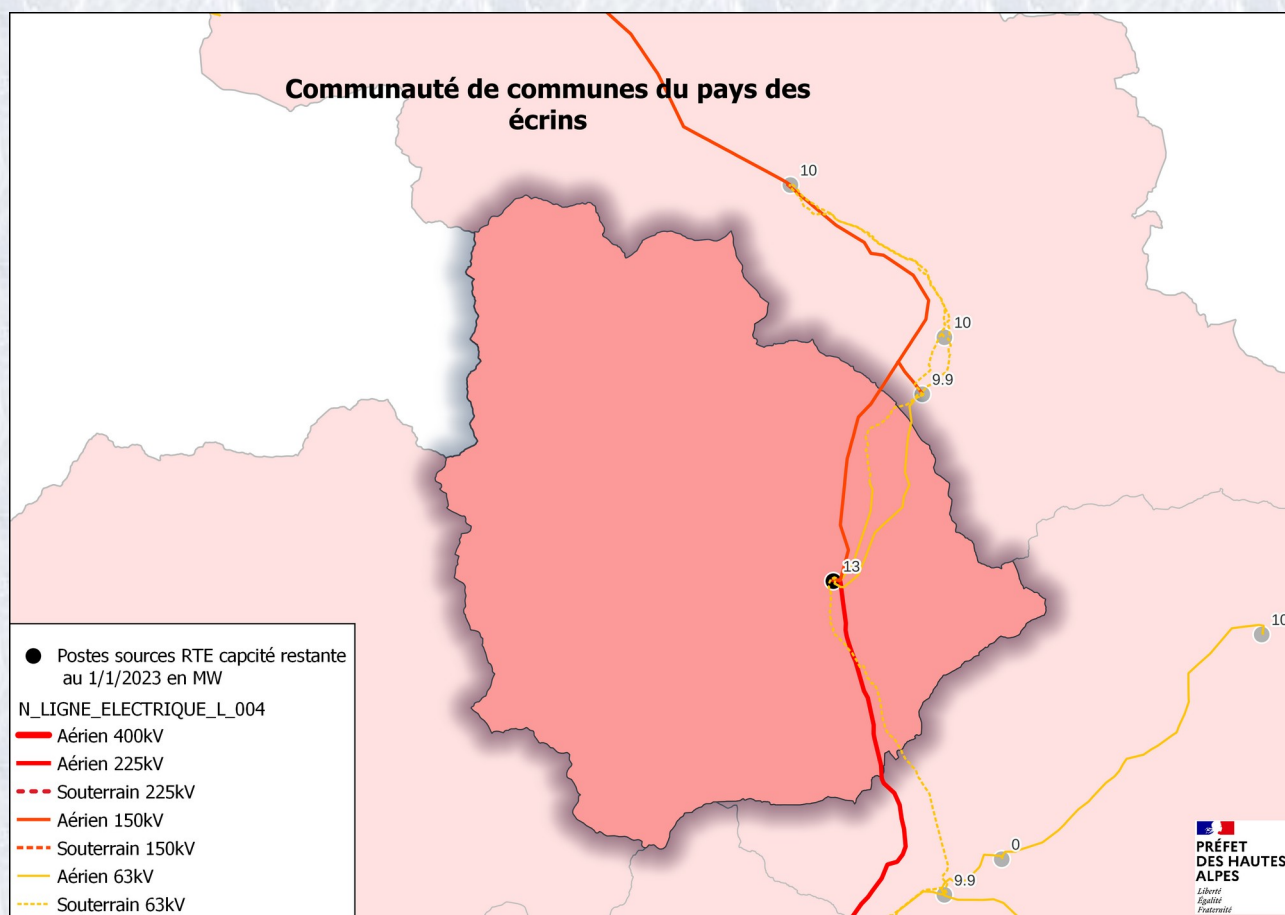 Communauté de communes du pays des
écrins
10
10
9.9
13
10
0
9.9
Postes sources RTE capcité restante
au 1/1/2023 en MW
N_LIGNE_ELECTRIQUE_L_004
Aérien 400kV
Aérien 225kV
Souterrain 225kV
Aérien 150kV
Souterrain 150kV
Aérien 63kV
Souterrain 63kV
PRÉFET
DES HAUTES
ALPES
Liberté
Égalité
Fraternité